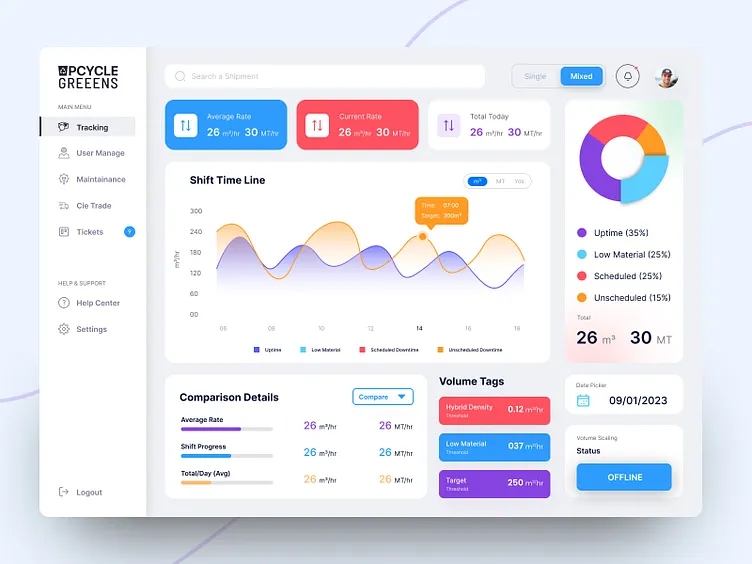 UPCYCLE
GREEENS
MAIN MENU
Tracking
User Manage
Maintainance
Cie Trade
Tickets
HELP & SUPPORT
Help Center
Settings
Logout
Search a Shipment
Single
Mixed
Average Rate
26 m³/hr 30 MT/hr
Current Rate
26 m³/hr 30 MT/hr
Total Today
26 m³/hr 30 MT/hr
Shift Time Line
m³ MT Yds
Time: 07:00
Target: 300m³
m³/hr
300
240
180
120
60
00
06 08 10 12 14 16 18
Uptime Low Material Scheduled Downtime Unscheduled Downtime
Uptime (35%)
Low Material (25%)
Scheduled (25%)
Unscheduled (15%)
Total
26 m³ 30 MT
Comparison Details
Compare
Average Rate
26 m³/hr 26 MT/hr
Shift Progress
26 m³/hr 26 MT/hr
Total/Day (Avg)
26 m³/hr 26 MT/hr
Volume Tags
Hybrid Density
Threshold
0.12 m³/hr
Low Material
Threshold
037 m³/hr
Target
Threshold
250 m³/hr
Date Picker
09/01/2023
Volume Scaling
Status
OFFLINE